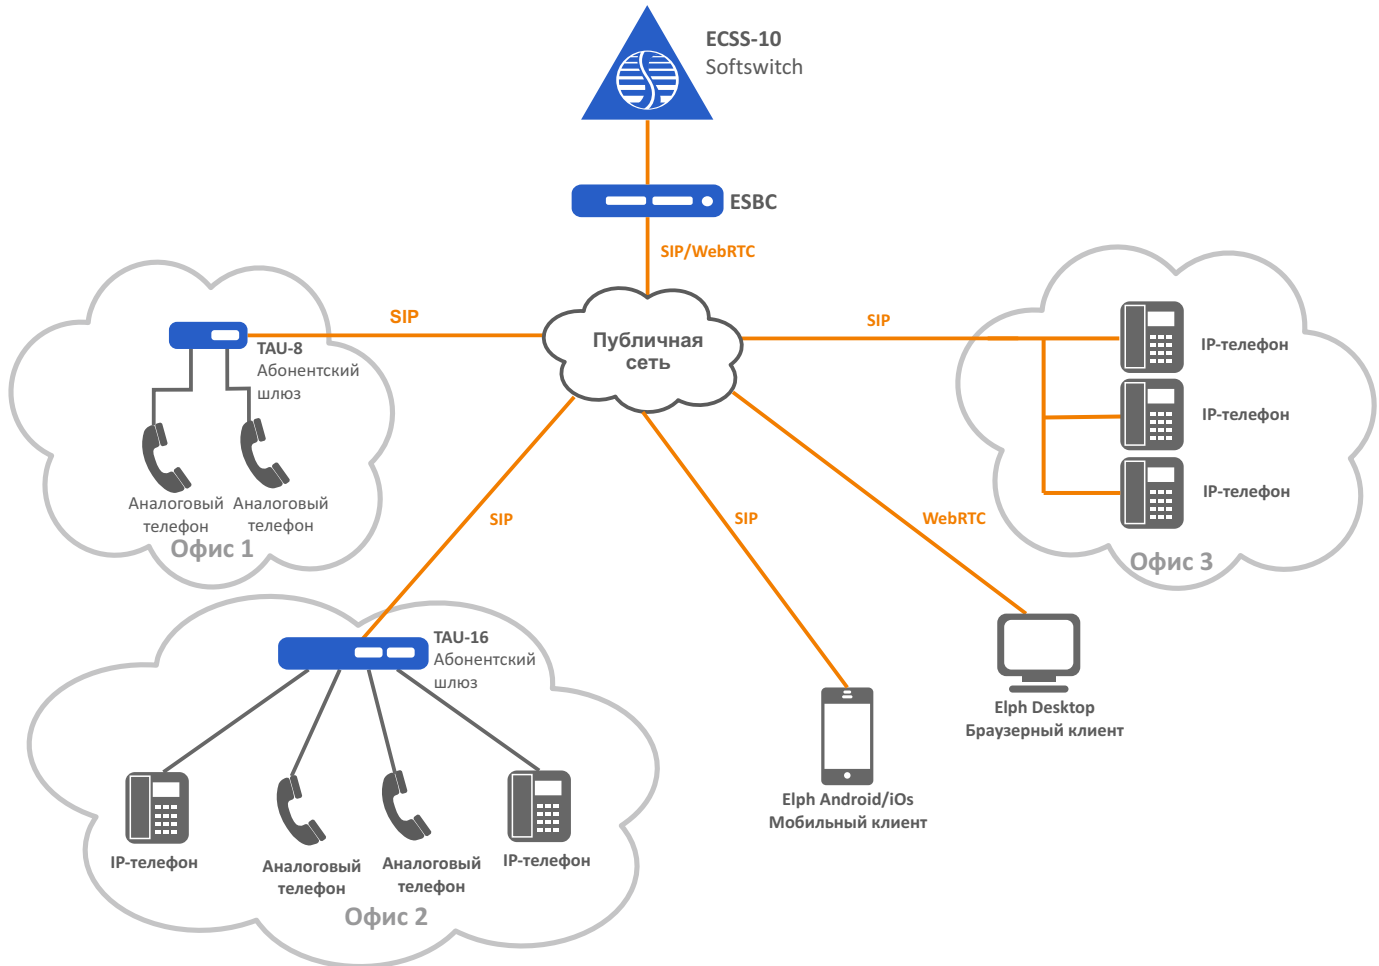 ECSS-10
Softswitch
ESBC
SIP/WebRTC
Публичная
сеть
SIP
TAU-8
Абонентский
шлюз
Аналоговый
телефон
Аналоговый
телефон
Офис 1
SIP
IP-телефон
IP-телефон
IP-телефон
Офис 3
SIP
SIP
WebRTC
TAU-16
Абонентский
шлюз
IP-телефон
Аналоговый
телефон
Аналоговый
телефон
IP-телефон
Офис 2
Elph Desktop
Браузерный клиент
Elph Android/iOs
Мобильный клиент